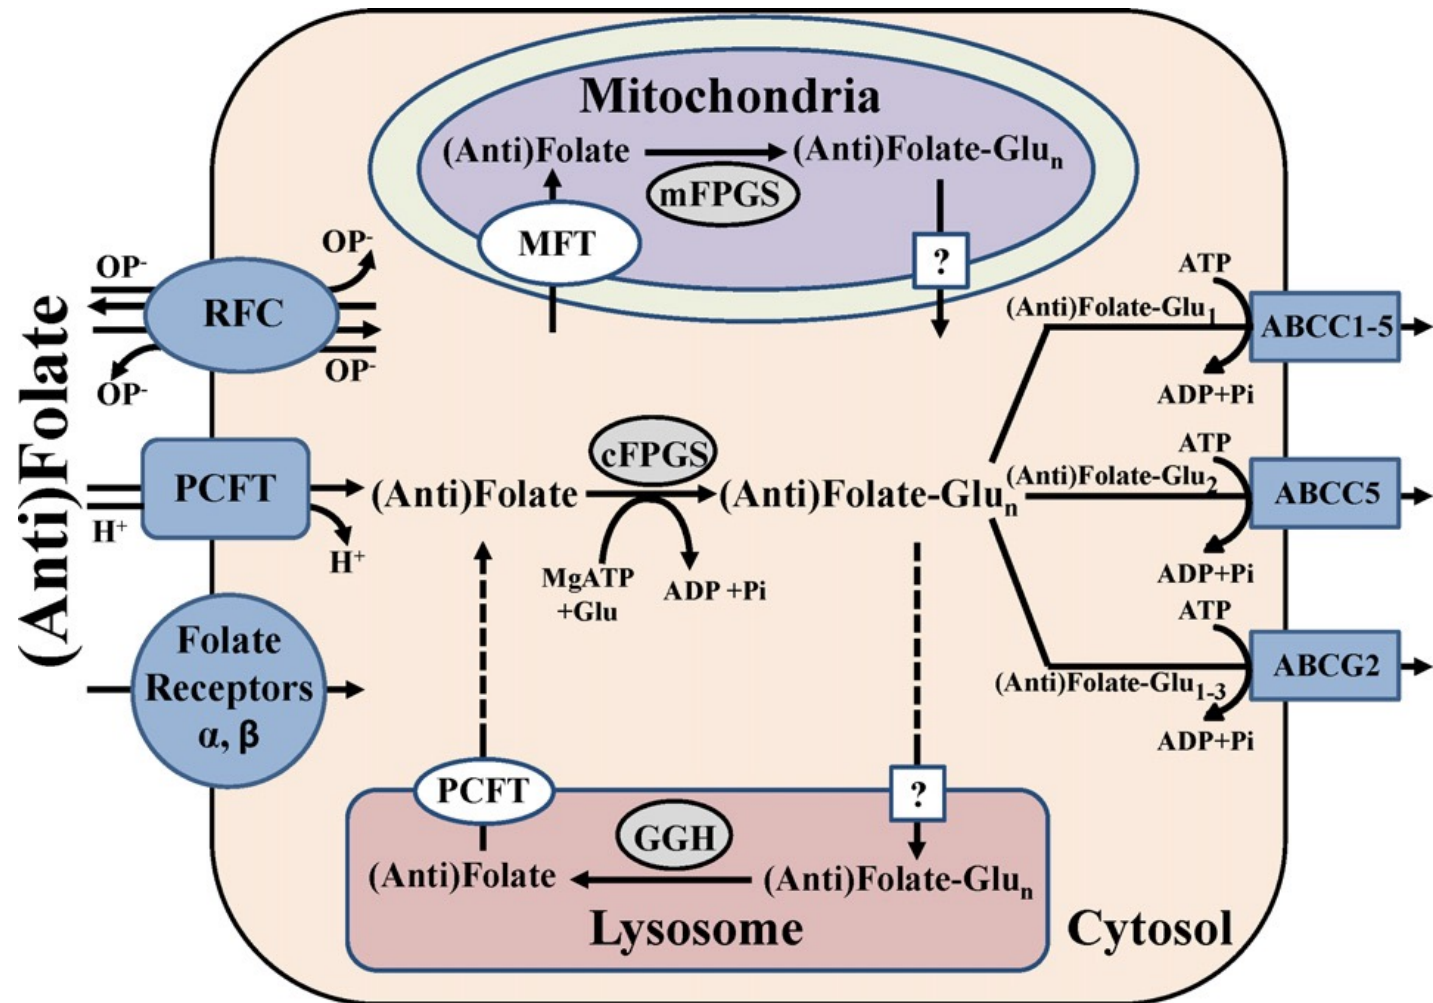 Mitochondria
(Anti)Folate
(Anti)Folate-Glun
mFPGS
MFT
?
(Anti)Folate
OP-
OP-
RFC
OP-
OP-
PCFT
H+
H+
Folate
Receptors
α, β
(Anti)Folate
cFPGS
(Anti)Folate-Glun
MgATP
+Glu
ADP +Pi
ATP
(Anti)Folate-Glu1
ABCC1-5
ADP+Pi
ATP
(Anti)Folate-Glu2
ABCC5
ADP+Pi
ATP
(Anti)Folate-Glu1-3
ABCG2
ADP+Pi
PCFT
?
GGH
(Anti)Folate
(Anti)Folate-Glun
Lysosome
Cytosol